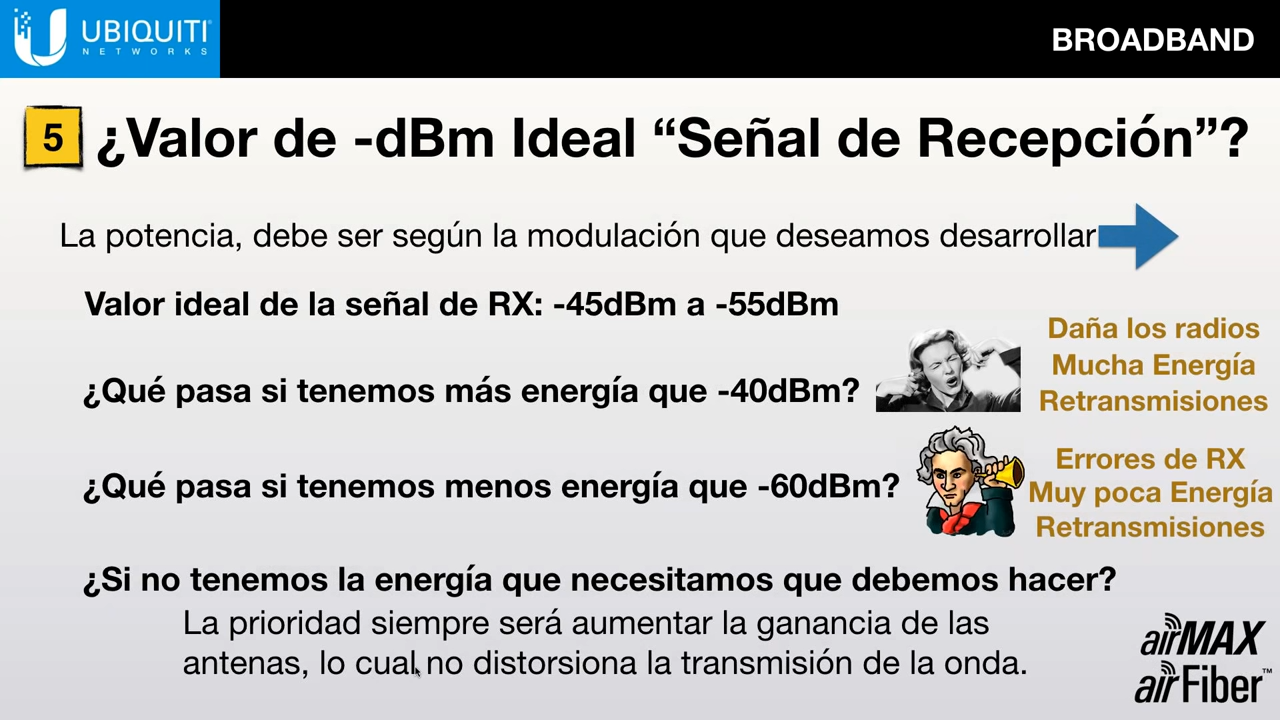 UBIQUITI
NETWORKS
BROADBAND
5 ¿Valor de -dBm Ideal “Señal de Recepción”?
La potencia, debe ser según la modulación que deseamos desarrollar
Valor ideal de la señal de RX: -45dBm a -55dBm
¿Qué pasa si tenemos más energía que -40dBm?
Daña los radios
Mucha Energía
Retransmisiones
¿Qué pasa si tenemos menos energía que -60dBm?
Errores de RX
Muy poca Energía
Retransmisiones
¿Si no tenemos la energía que necesitamos que debemos hacer?
La prioridad siempre será aumentar la ganancia de las
antenas, lo cual no distorsiona la transmisión de la onda.
airMAX
airFiber™